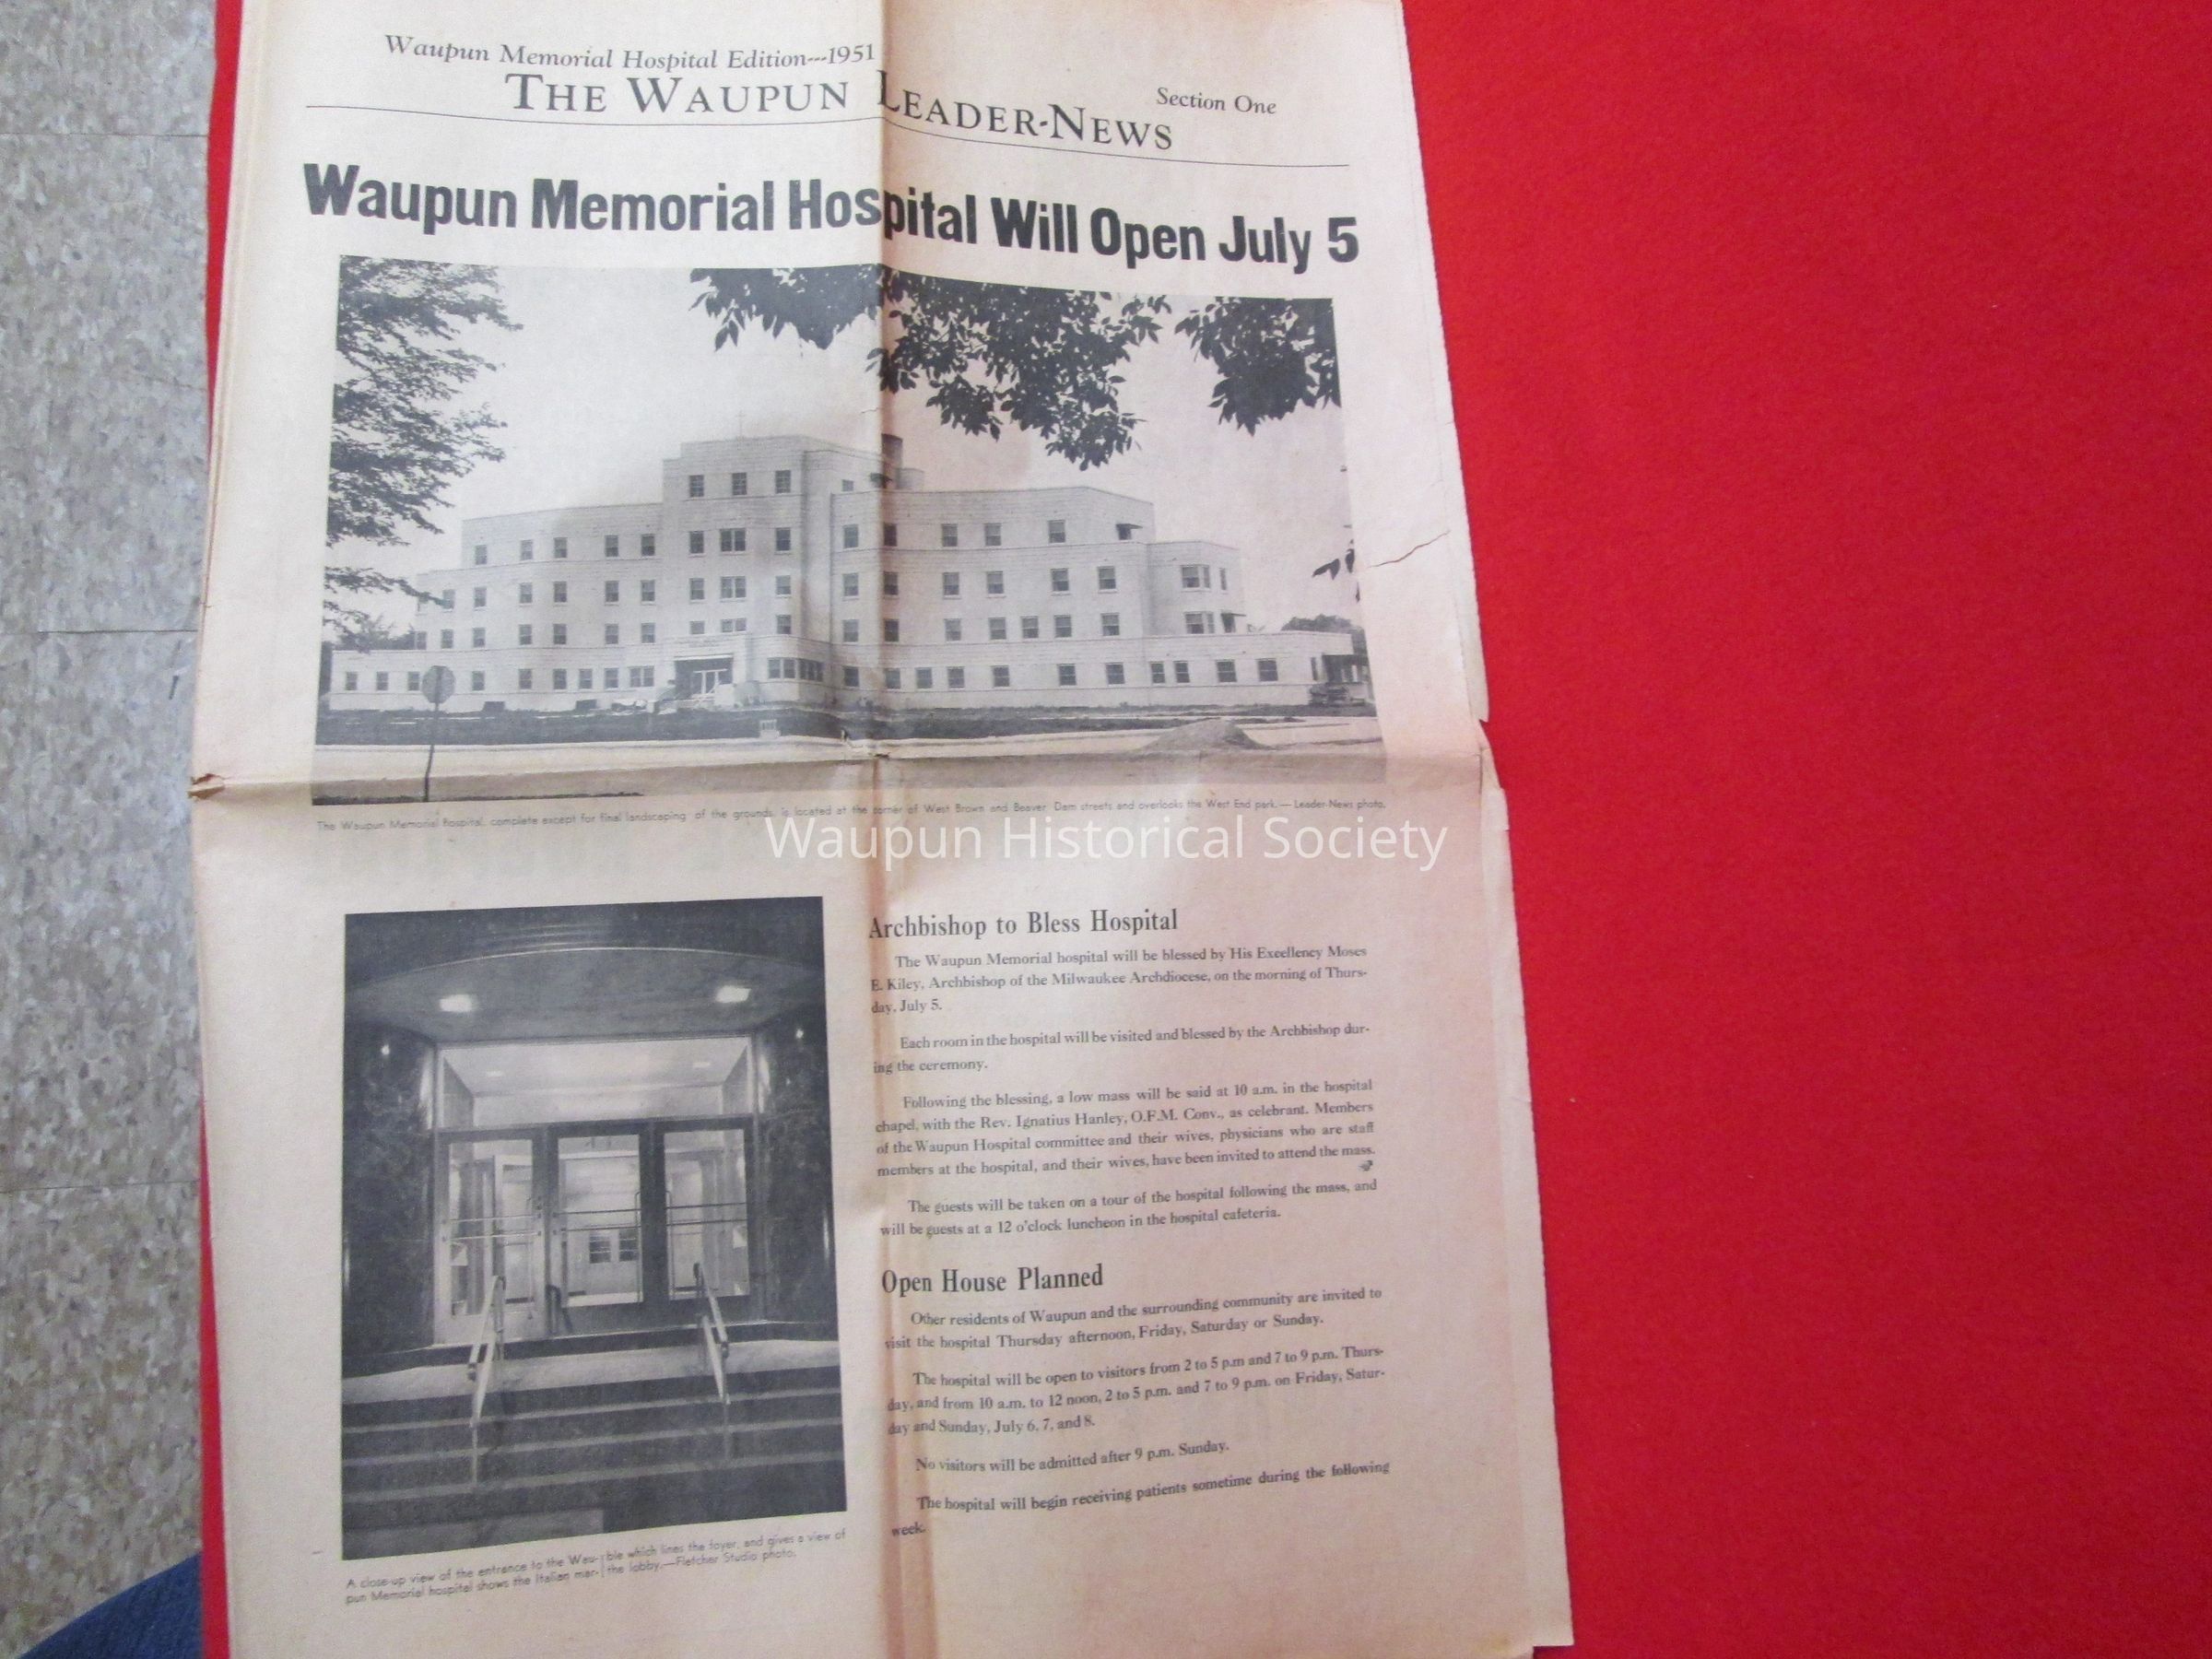 Waupun Memorial Hospital Edition---1951
THE WAUPUN LEADER-NEWS
Section One
Waupun Memorial Hospital Will Open July 5
The Waupun Memorial Hospital, complete except for final landscaping of the grounds, is located at the corner of West Brown and Beaver Dam streets and overlooks the West End park.— Leader-News photo.
Waupun Historical Society
A close-up view of the entrance to the Wau-
pun Memorial hospital shows the Italian mar-
ble which lines the foyer, and gives a view of
the lobby.—Fletcher Studio photo.
Archbishop to Bless Hospital
The Waupun Memorial hospital will be blessed by His Excellency Moses
E. Kiley, Archbishop of the Milwaukee Archdiocese, on the morning of Thurs-
day, July 5.
Each room in the hospital will be visited and blessed by the Archbishop dur-
ing the ceremony.
Following the blessing, a low mass will be said at 10 a.m. in the hospital
chapel, with the Rev. Ignatius Hanley, O.F.M. Conv., as celebrant. Members
of the Waupun Hospital committee and their wives, physicians who are staff
members at the hospital, and their wives, have been invited to attend the mass.
The guests will be taken on a tour of the hospital following the mass, and
will be guests at a 12 o'clock luncheon in the hospital cafeteria.
Open House Planned
Other residents of Waupun and the surrounding community are invited to
visit the hospital Thursday afternoon, Friday, Saturday or Sunday.
The hospital will be open to visitors from 2 to 5 p.m and 7 to 9 p.m. Thurs-
day, and from 10 a.m. to 12 noon, 2 to 5 p.m. and 7 to 9 p.m. on Friday, Satur-
day and Sunday, July 6, 7, and 8.
No visitors will be admitted after 9 p.m. Sunday.
The hospital will begin receiving patients sometime during the following
week.